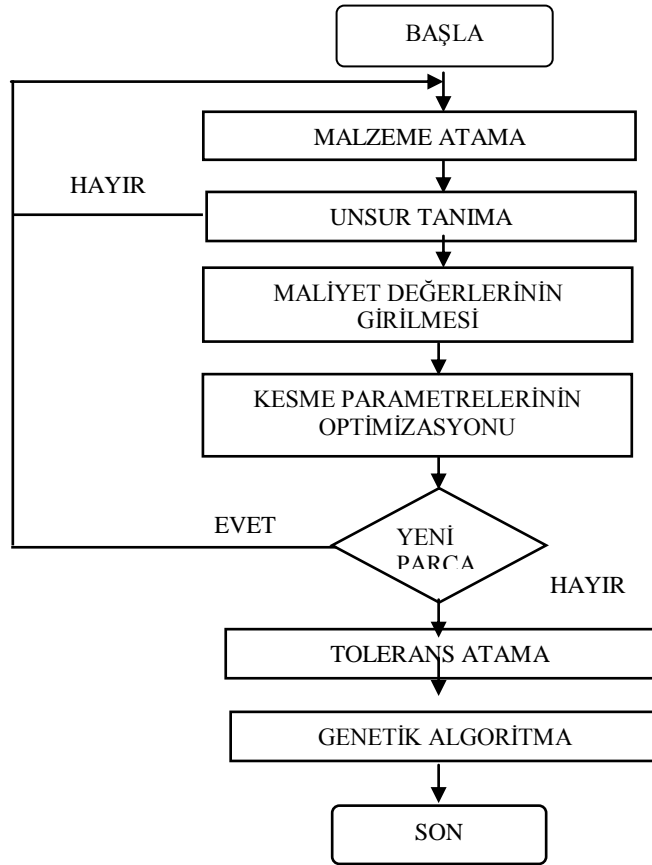 BAŞLA
MALZEME ATAMA
HAYIR
UNSUR TANIMA
MALİYET DEĞERLERİNİN
GİRİLMESİ
KESME PARAMETRELERİNİN
OPTİMİZASYONU
EVET
YENİ
PARÇA
HAYIR
TOLERANS ATAMA
GENETİK ALGORİTMA
SON